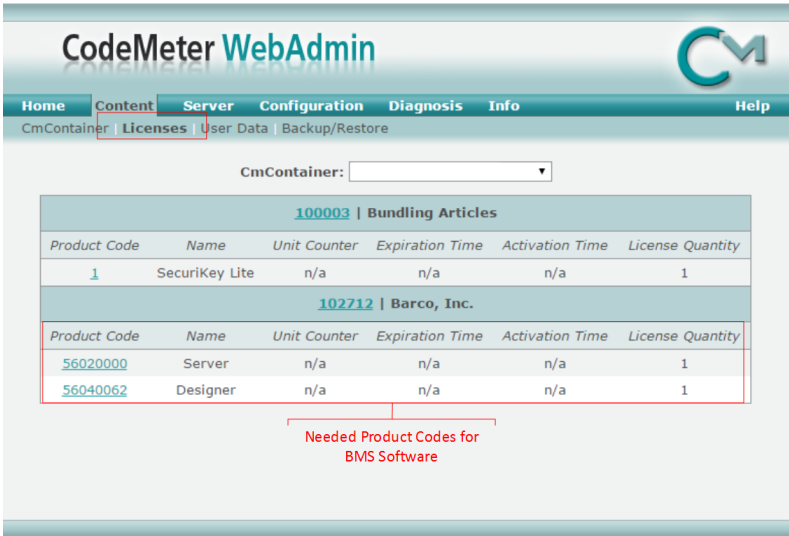 CodeMeter WebAdmin
CM
Home Content Server Configuration Diagnosis Info Help
CmContainer | Licenses | User Data | Backup/Restore
CmContainer:
100003 | Bundling Articles
Product Code Name Unit Counter Expiration Time Activation Time License Quantity
1 SecuriKey Lite n/a n/a n/a 1
102712 | Barco, Inc.
Product Code Name Unit Counter Expiration Time Activation Time License Quantity
56020000 Server n/a n/a n/a 1
56040062 Designer n/a n/a n/a 1
Needed Product Codes for
BMS Software